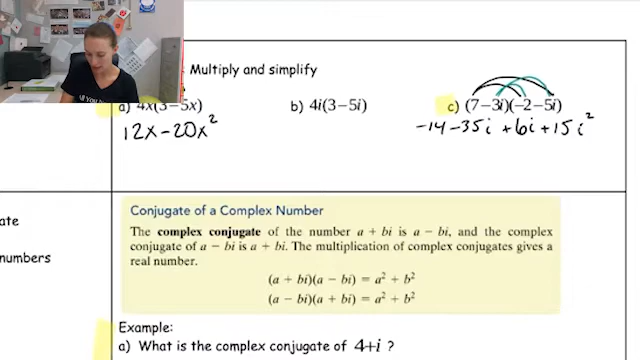 Multiply and simplify
a) 4x(3−5x)
b) 4i(3−5i)
c) (7−3i)(−2−5i)
12x−20x²
−14−35i+6i+15i²
ate
numbers
Conjugate of a Complex Number
The complex conjugate of the number a + bi is a − bi, and the complex
conjugate of a − bi is a + bi. The multiplication of complex conjugates gives a
real number.
(a + bi)(a − bi) = a² + b²
(a − bi)(a + bi) = a² + b²
Example:
a) What is the complex conjugate of 4+i ?